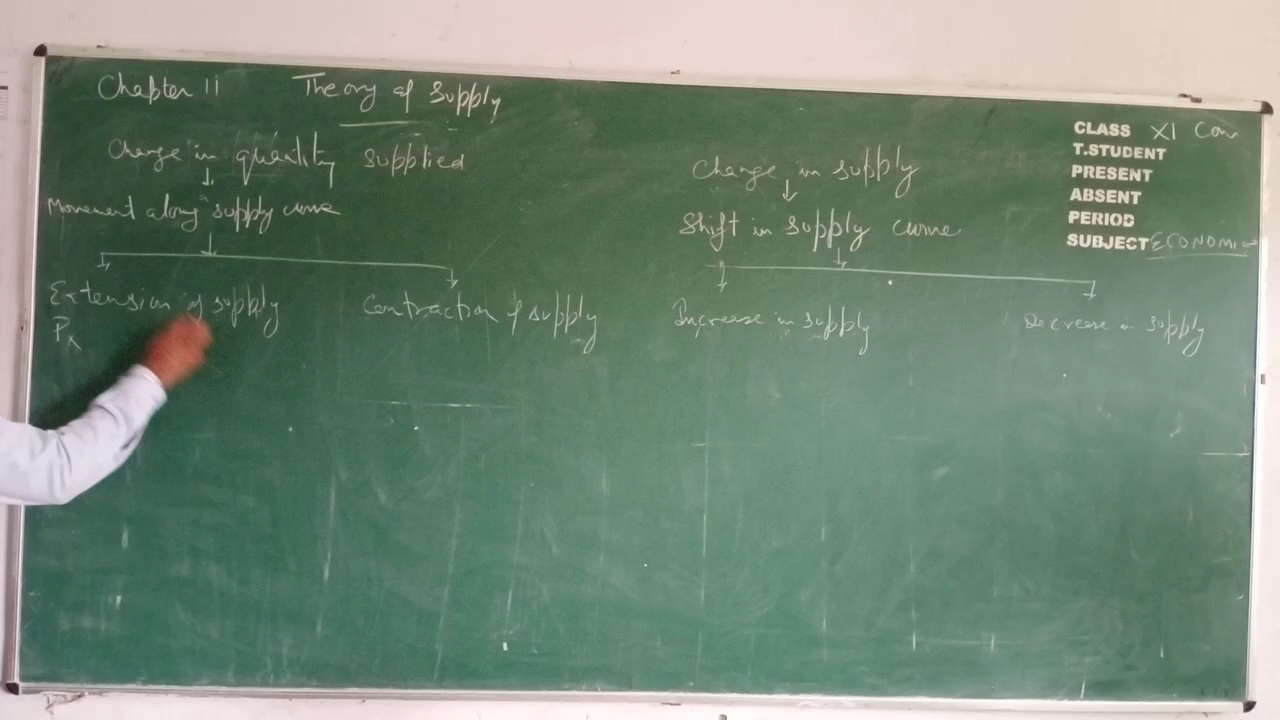 Chapter 11 Theory of Supply
Change in quantity supplied
Movement along supply curve
Extension of supply
Px
Contraction of supply
Change in supply
Shift in supply curve
Increase in supply
Decrease in supply
CLASS XI Com
T.STUDENT
PRESENT
ABSENT
PERIOD
SUBJECT ECONOMICS